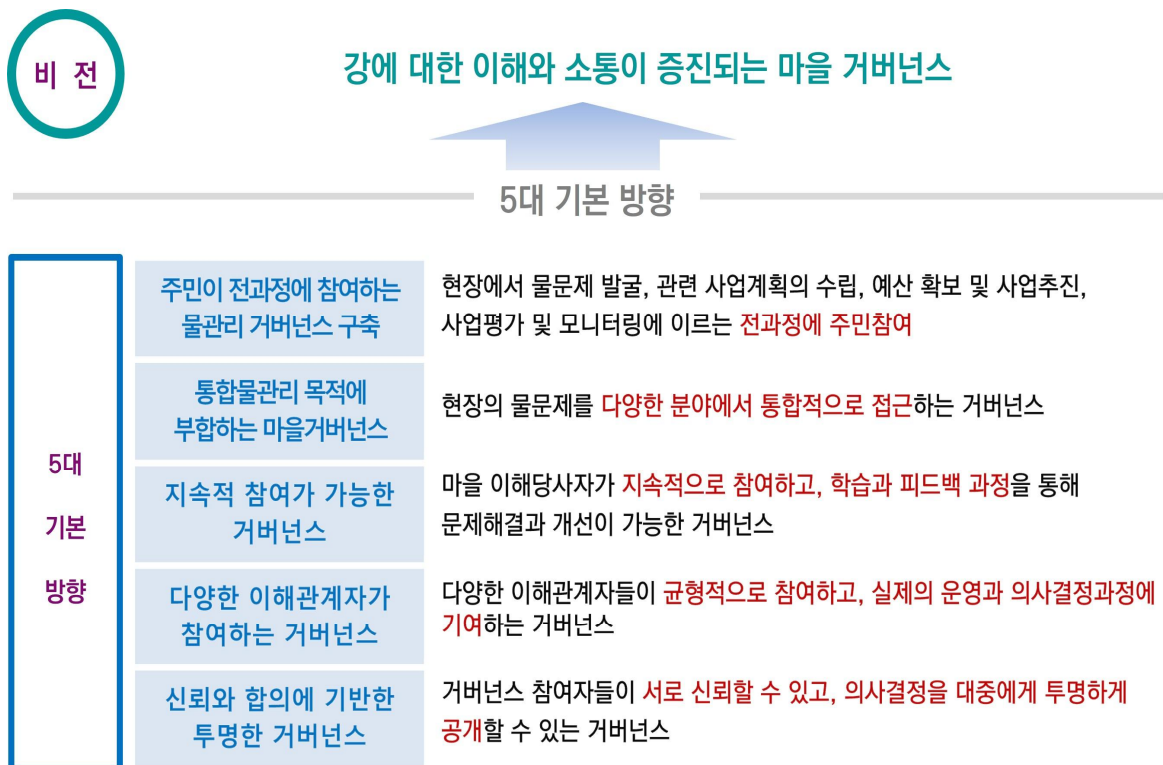 비 전
강에 대한 이해와 소통이 증진되는 마을 거버넌스
5대 기본 방향
5대
기본
방향
주민이 전과정에 참여하는
물관리 거버넌스 구축
현장에서 물문제 발굴, 관련 사업계획의 수립, 예산 확보 및 사업추진,
사업평가 및 모니터링에 이르는 전과정에 주민참여
통합물관리 목적에
부합하는 마을거버넌스
현장의 물문제를 다양한 분야에서 통합적으로 접근하는 거버넌스
지속적 참여가 가능한
거버넌스
마을 이해당사자가 지속적으로 참여하고, 학습과 피드백 과정을 통해
문제해결과 개선이 가능한 거버넌스
다양한 이해관계자가
참여하는 거버넌스
다양한 이해관계자들이 균형적으로 참여하고, 실제의 운영과 의사결정과정에
기여하는 거버넌스
신뢰와 합의에 기반한
투명한 거버넌스
거버넌스 참여자들이 서로 신뢰할 수 있고, 의사결정을 대중에게 투명하게
공개할 수 있는 거버넌스